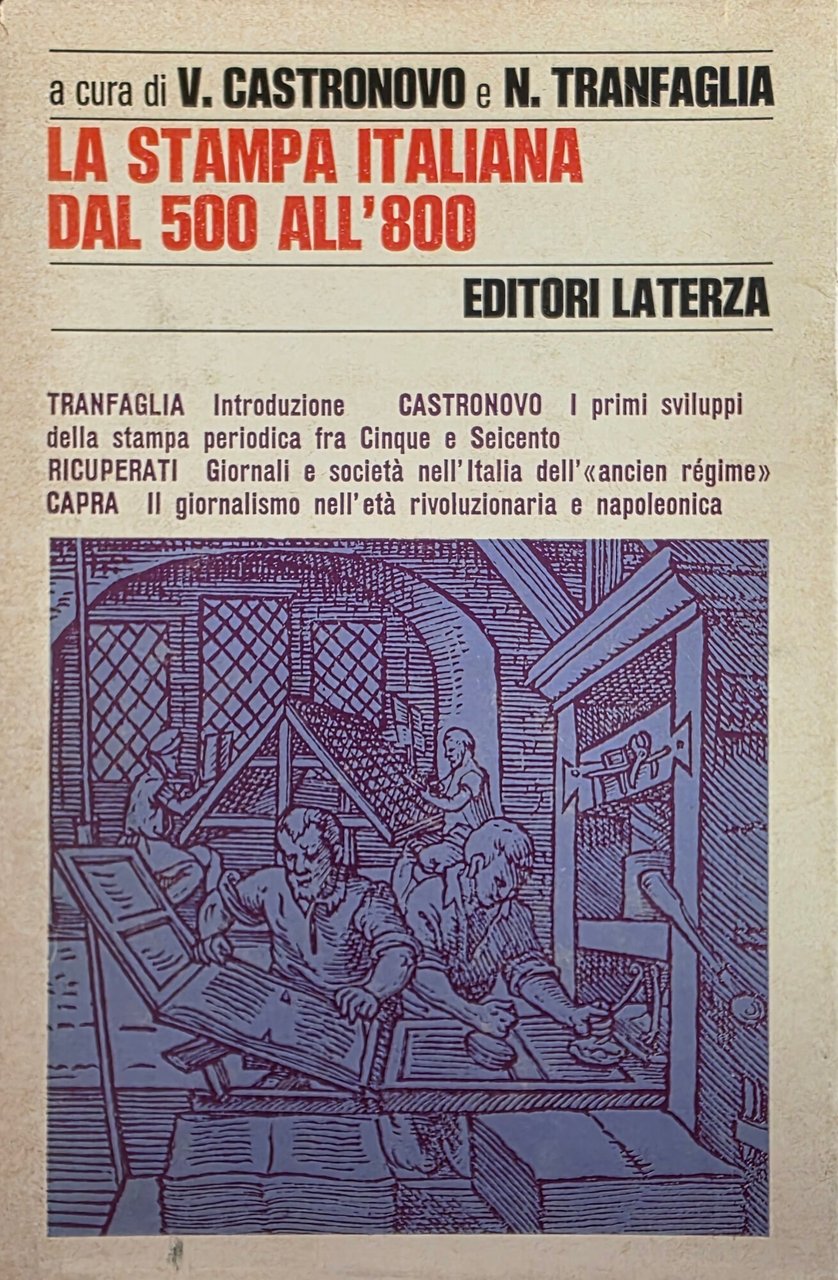 a cura di V. CASTRONOVO e N. TRANFAGLIA
LA STAMPA ITALIANA
DAL 500 ALL'800
EDITORI LATERZA
TRANFAGLIA Introduzione CASTRONOVO I primi sviluppi
della stampa periodica fra Cinque e Seicento
RICUPERATI Giornali e società nell'Italia dell'«ancien régime»
CAPRA Il giornalismo nell'età rivoluzionaria e napoleonica